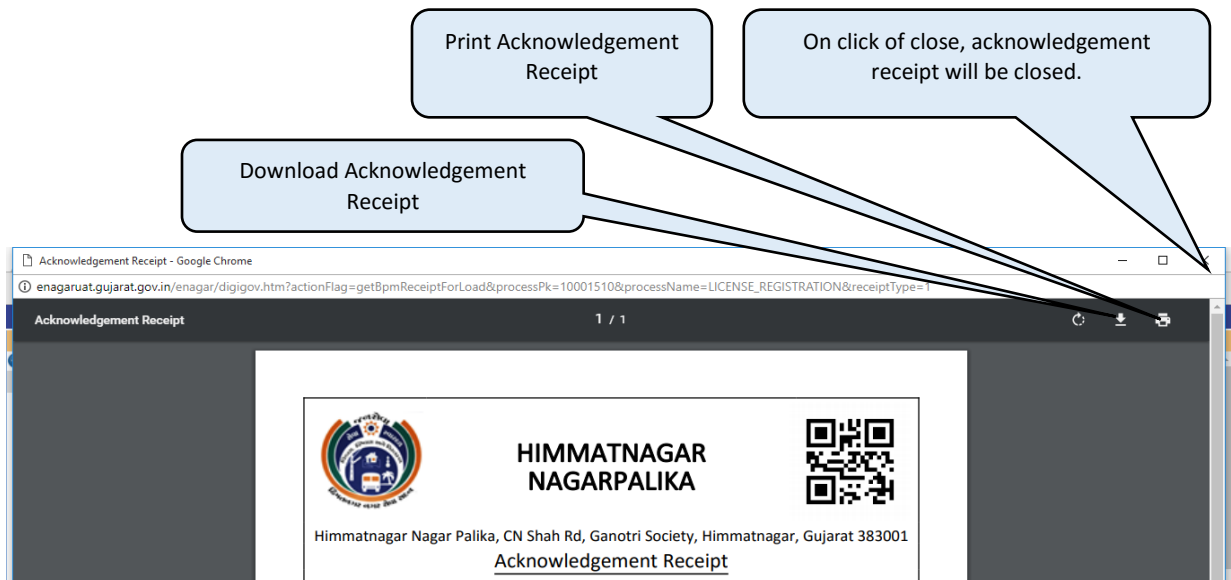 Print Acknowledgement
Receipt
On click of close, acknowledgement
receipt will be closed.
Download Acknowledgement
Receipt
Acknowledgement Receipt - Google Chrome
enagaruat.gujarat.gov.in/enagar/digigov.htm?actionFlag=getBpmReceiptForLoad&processPk=10001510&processName=LICENSE_REGISTRATION&receiptType=1
Acknowledgement Receipt
1 / 1
HIMMATNAGAR
NAGARPALIKA
Himmatnagar Nagar Palika, CN Shah Rd, Ganotri Society, Himmatnagar, Gujarat 383001
Acknowledgement Receipt